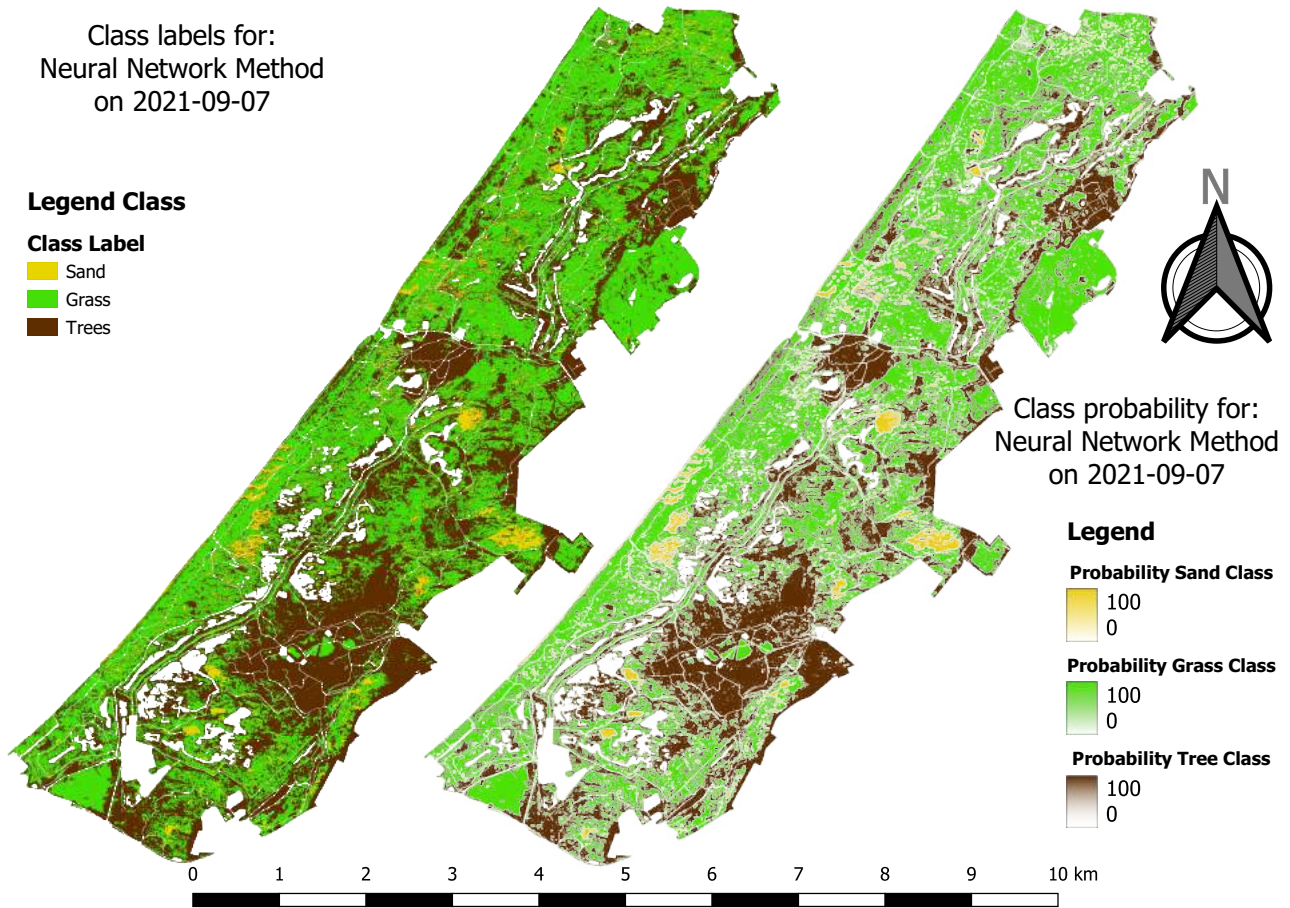 Class labels for:
Neural Network Method
on 2021-09-07
Legend Class
Class Label
Sand
Grass
Trees
N
Class probability for:
Neural Network Method
on 2021-09-07
Legend
Probability Sand Class
100
0
Probability Grass Class
100
0
Probability Tree Class
100
0
0 1 2 3 4 5 6 7 8 9 10 km